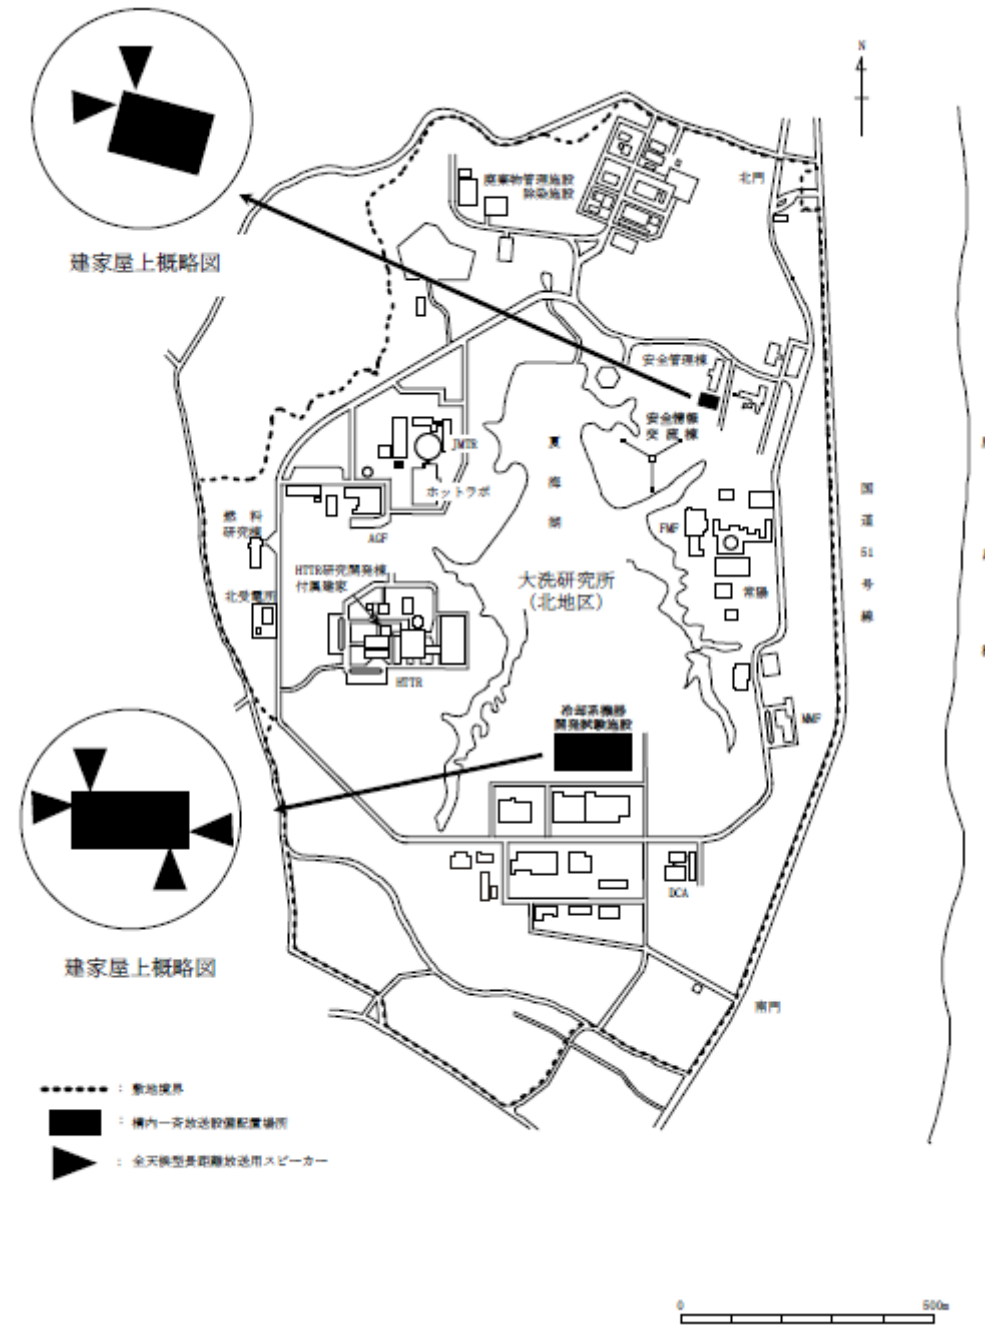 N
北門
廃棄物管理施設
除染施設
建家屋上概略図
安全管理棟
安全情報
交流棟
夏海湖
JMTR
ホットラボ
国道51号線
燃料
研究棟
AGF
FMF
HTTR研究開発棟
付属建家
大洗研究所
(北地区)
常陽
北受電所
HTTR
冷却系機器
開発試験施設
MMF
DCA
建家屋上概略図
南門
: 敷地境界
: 構内一斉放送設備配置場所
: 全天候型長距離放送用スピーカー
0
500m